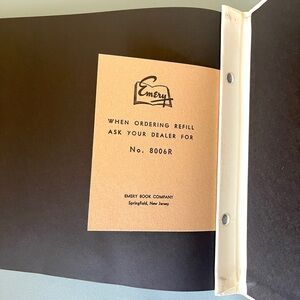 Emery
WHEN ORDERING REFILL
ASK YOUR DEALER FOR
No. 8006R
EMERY BOOK COMPANY
Springfield, New Jersey